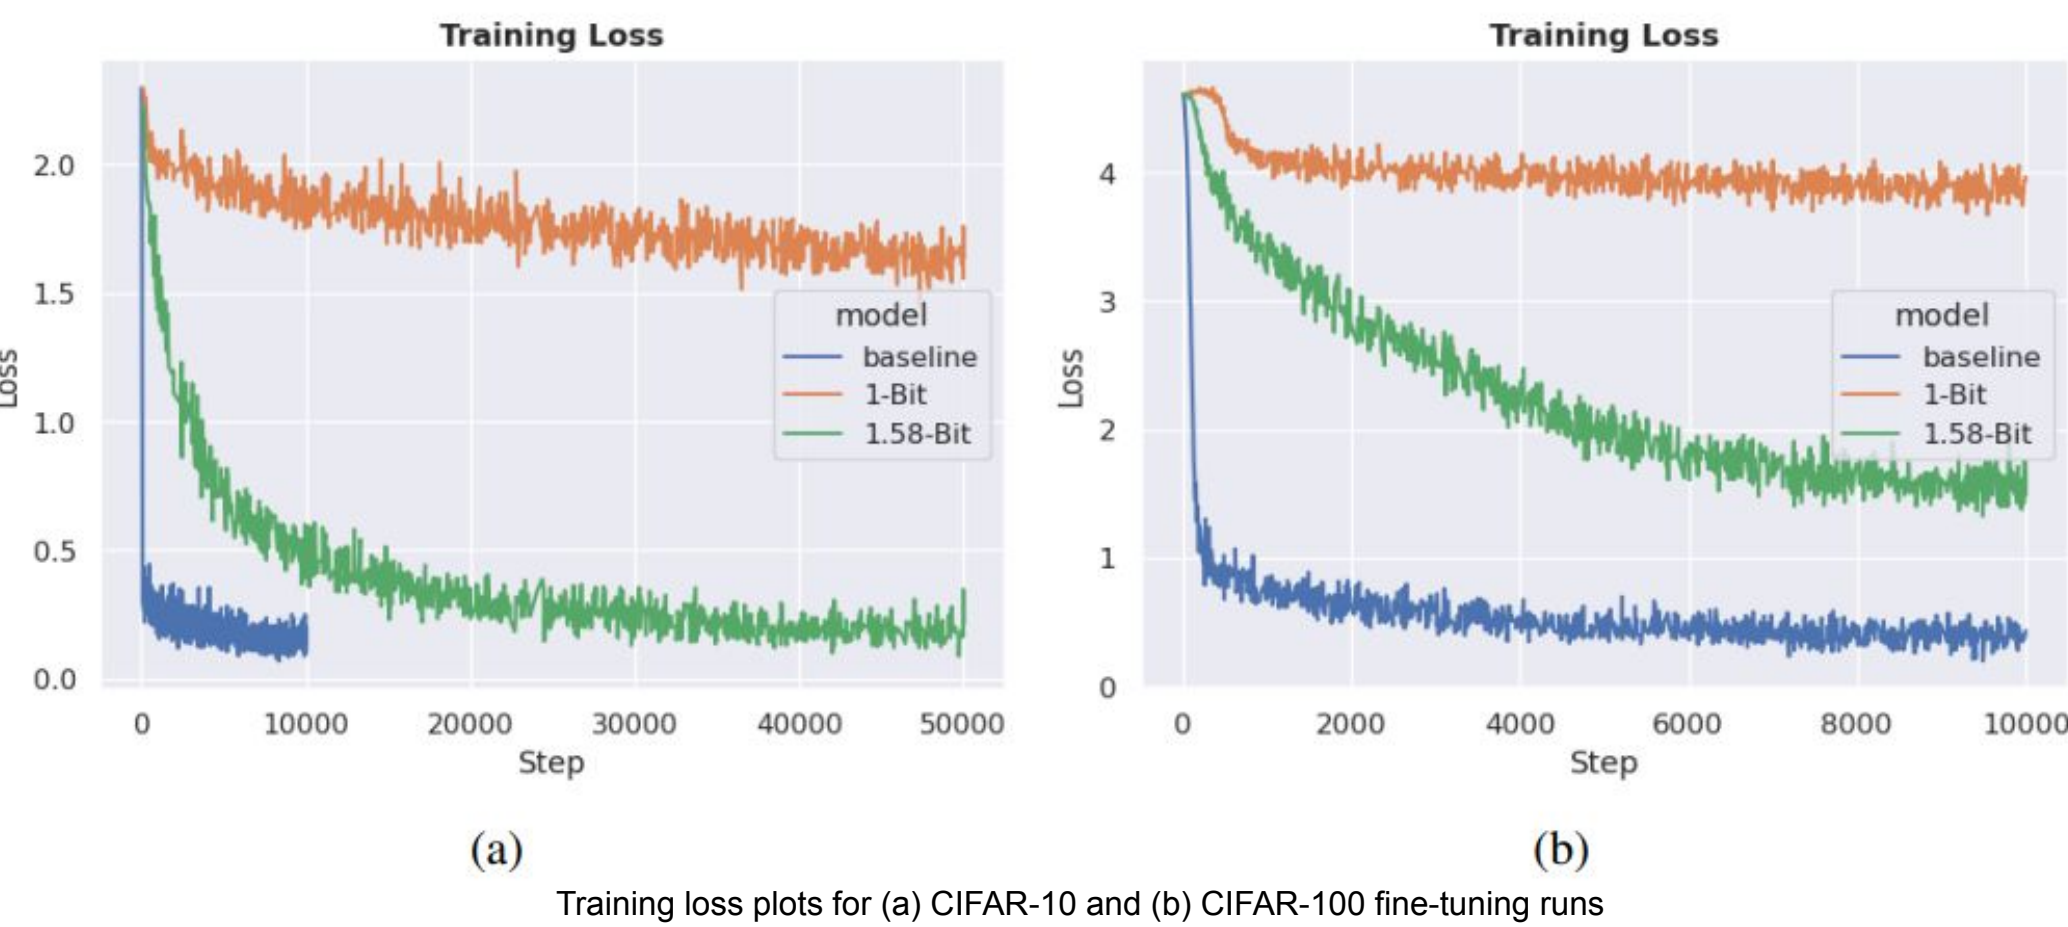 Training Loss
2.0
1.5
1.0
0.5
0.0
Loss
0 10000 20000 30000 40000 50000
Step
model
baseline
1-Bit
1.58-Bit
(a)
Training Loss
4
3
2
1
0
Loss
0 2000 4000 6000 8000 10000
Step
model
baseline
1-Bit
1.58-Bit
(b)
Training loss plots for (a) CIFAR-10 and (b) CIFAR-100 fine-tuning runs